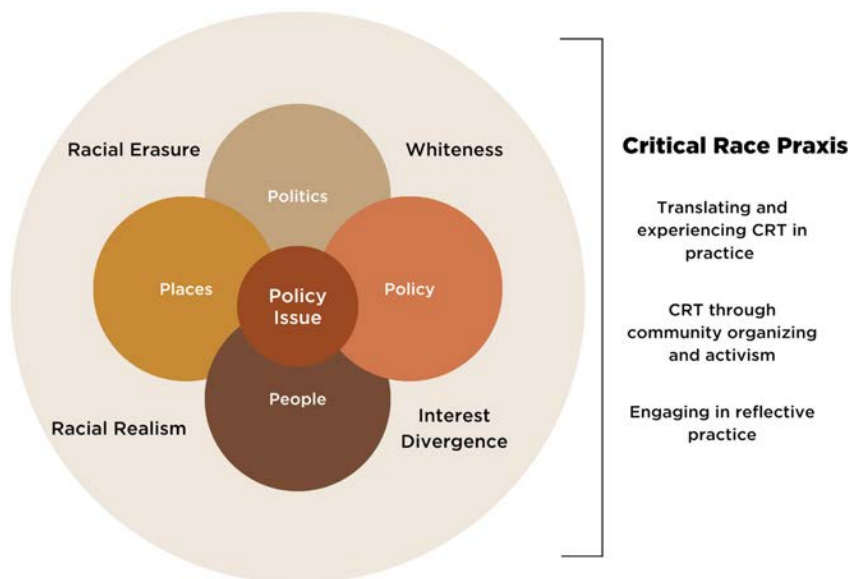 Racial Erasure
Whiteness
Politics
Places
Policy
Issue
Policy
People
Racial Realism
Interest
Divergence
Critical Race Praxis
Translating and
experiencing CRT in
practice
CRT through
community organizing
and activism
Engaging in reflective
practice